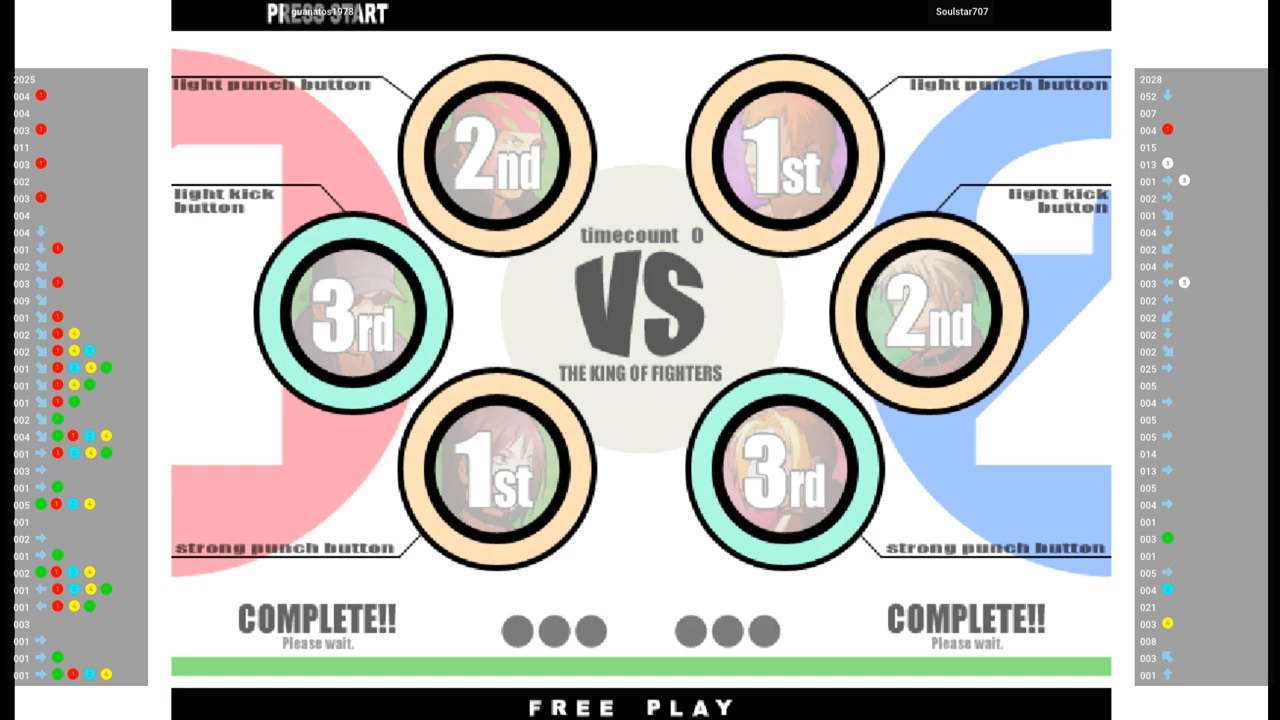 PRESS START
guanatos1978
Soulstar707
light punch button
light punch button
2nd
1st
light kick
button
light kick
button
timecount 0
VS
THE KING OF FIGHTERS
3rd
2nd
1st
3rd
strong punch button
strong punch button
COMPLETE!!
Please wait.
COMPLETE!!
Please wait.
FREE PLAY
2025
004
004
003
011
003
002
003
004
004
001
002
003
009
001
002
002
001
001
001
002
004
001
003
001
005
001
002
001
002
001
001
003
001
001
001
2028
052
007
004
015
013
001
002
001
004
002
004
003
002
002
002
002
025
005
004
005
005
014
013
005
004
001
003
001
005
004
021
003
008
003
001